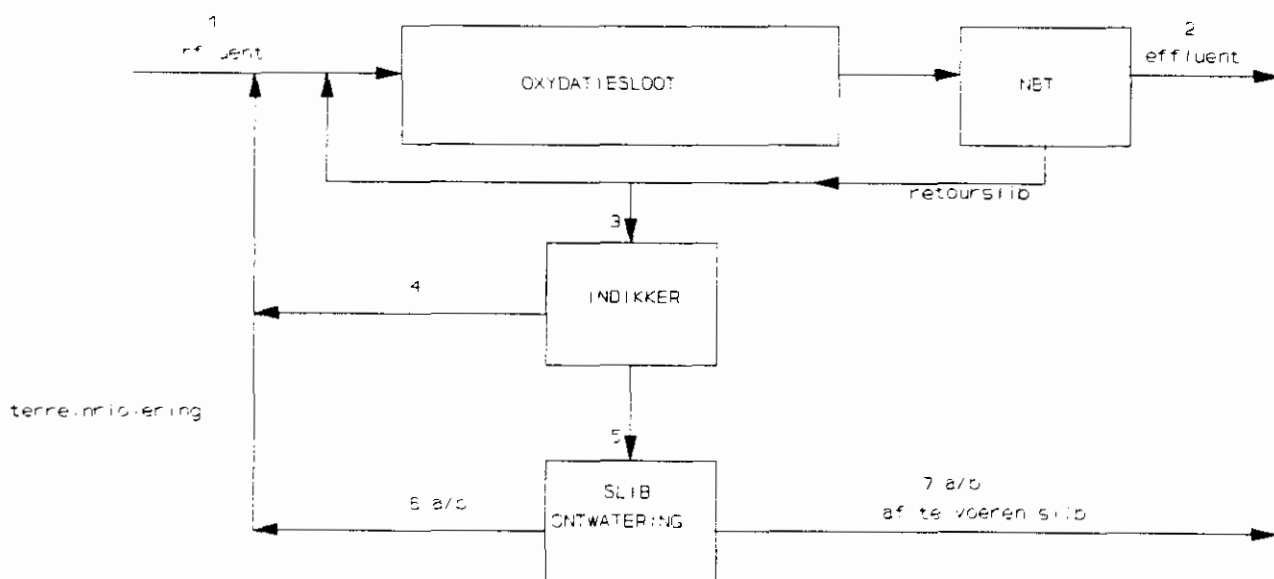 1
2
effluent
OXYDATIESLOOT
NBT
retourslib
3
INDIKKER
4
terreinriolering
5
SLIB
ONTWATERING
6 a/b
7 a/b
af te voeren slib